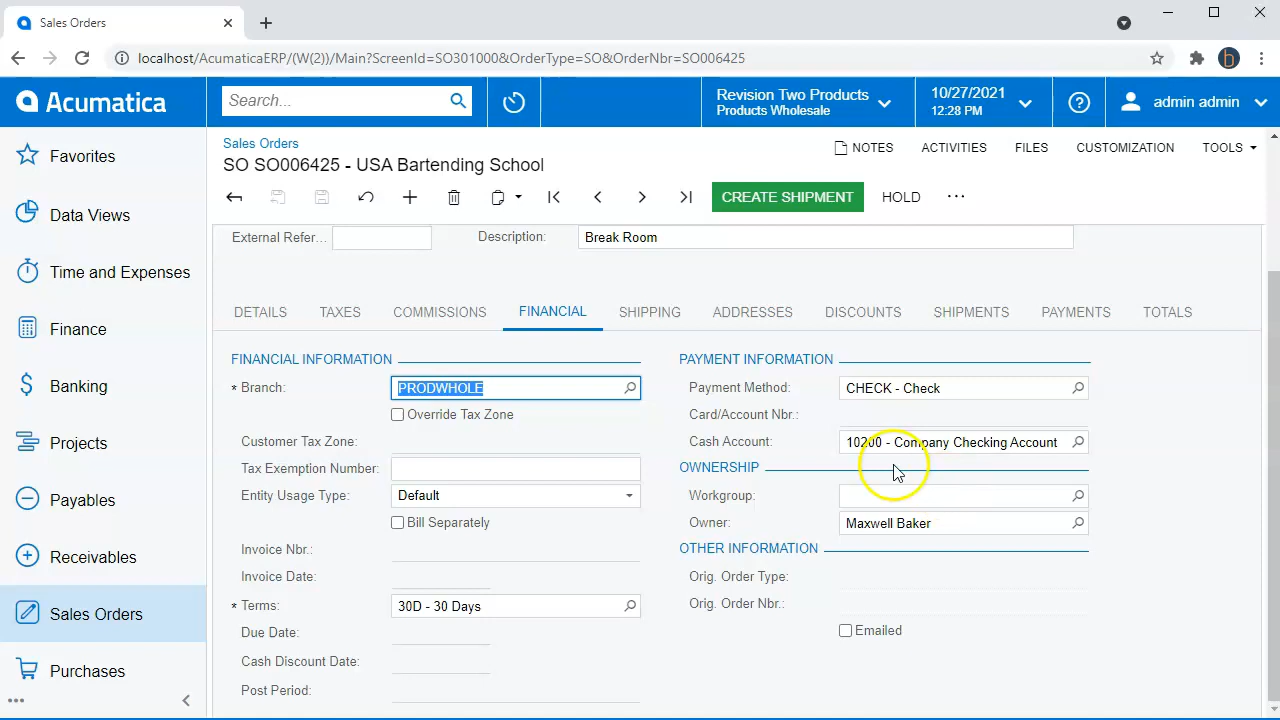 Sales Orders
localhost/AcumaticaERP/(W(2))/Main?ScreenId=SO301000&OrderType=SO&OrderNbr=SO006425
b
Acumatica
Search...
Revision Two Products
Products Wholesale
10/27/2021
12:28 PM
?
admin admin
Favorites
Data Views
Time and Expenses
Finance
Banking
Projects
Payables
Receivables
Sales Orders
Purchases
Sales Orders
SO SO006425 - USA Bartending School
NOTES
ACTIVITIES
FILES
CUSTOMIZATION
TOOLS
CREATE SHIPMENT
HOLD
External Refer...
Description:
Break Room
DETAILS
TAXES
COMMISSIONS
FINANCIAL
SHIPPING
ADDRESSES
DISCOUNTS
SHIPMENTS
PAYMENTS
TOTALS
FINANCIAL INFORMATION
* Branch:
PRODWHOLE
Override Tax Zone
Customer Tax Zone:
Tax Exemption Number:
Entity Usage Type:
Default
Bill Separately
Invoice Nbr.:
Invoice Date:
* Terms:
30D - 30 Days
Due Date:
Cash Discount Date:
Post Period:
PAYMENT INFORMATION
Payment Method:
CHECK - Check
Card/Account Nbr.:
Cash Account:
10200 - Company Checking Account
OWNERSHIP
Workgroup:
Owner:
Maxwell Baker
OTHER INFORMATION
Orig. Order Type:
Orig. Order Nbr.:
Emailed